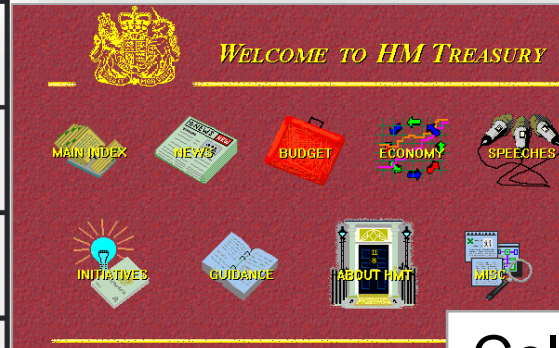 WELCOME TO HM TREASURY
MAIN INDEX
NEWS
BUDGET
ECONOMY
SPEECHES
INITIATIVES
GUIDANCE
ABOUT HMT
MISC